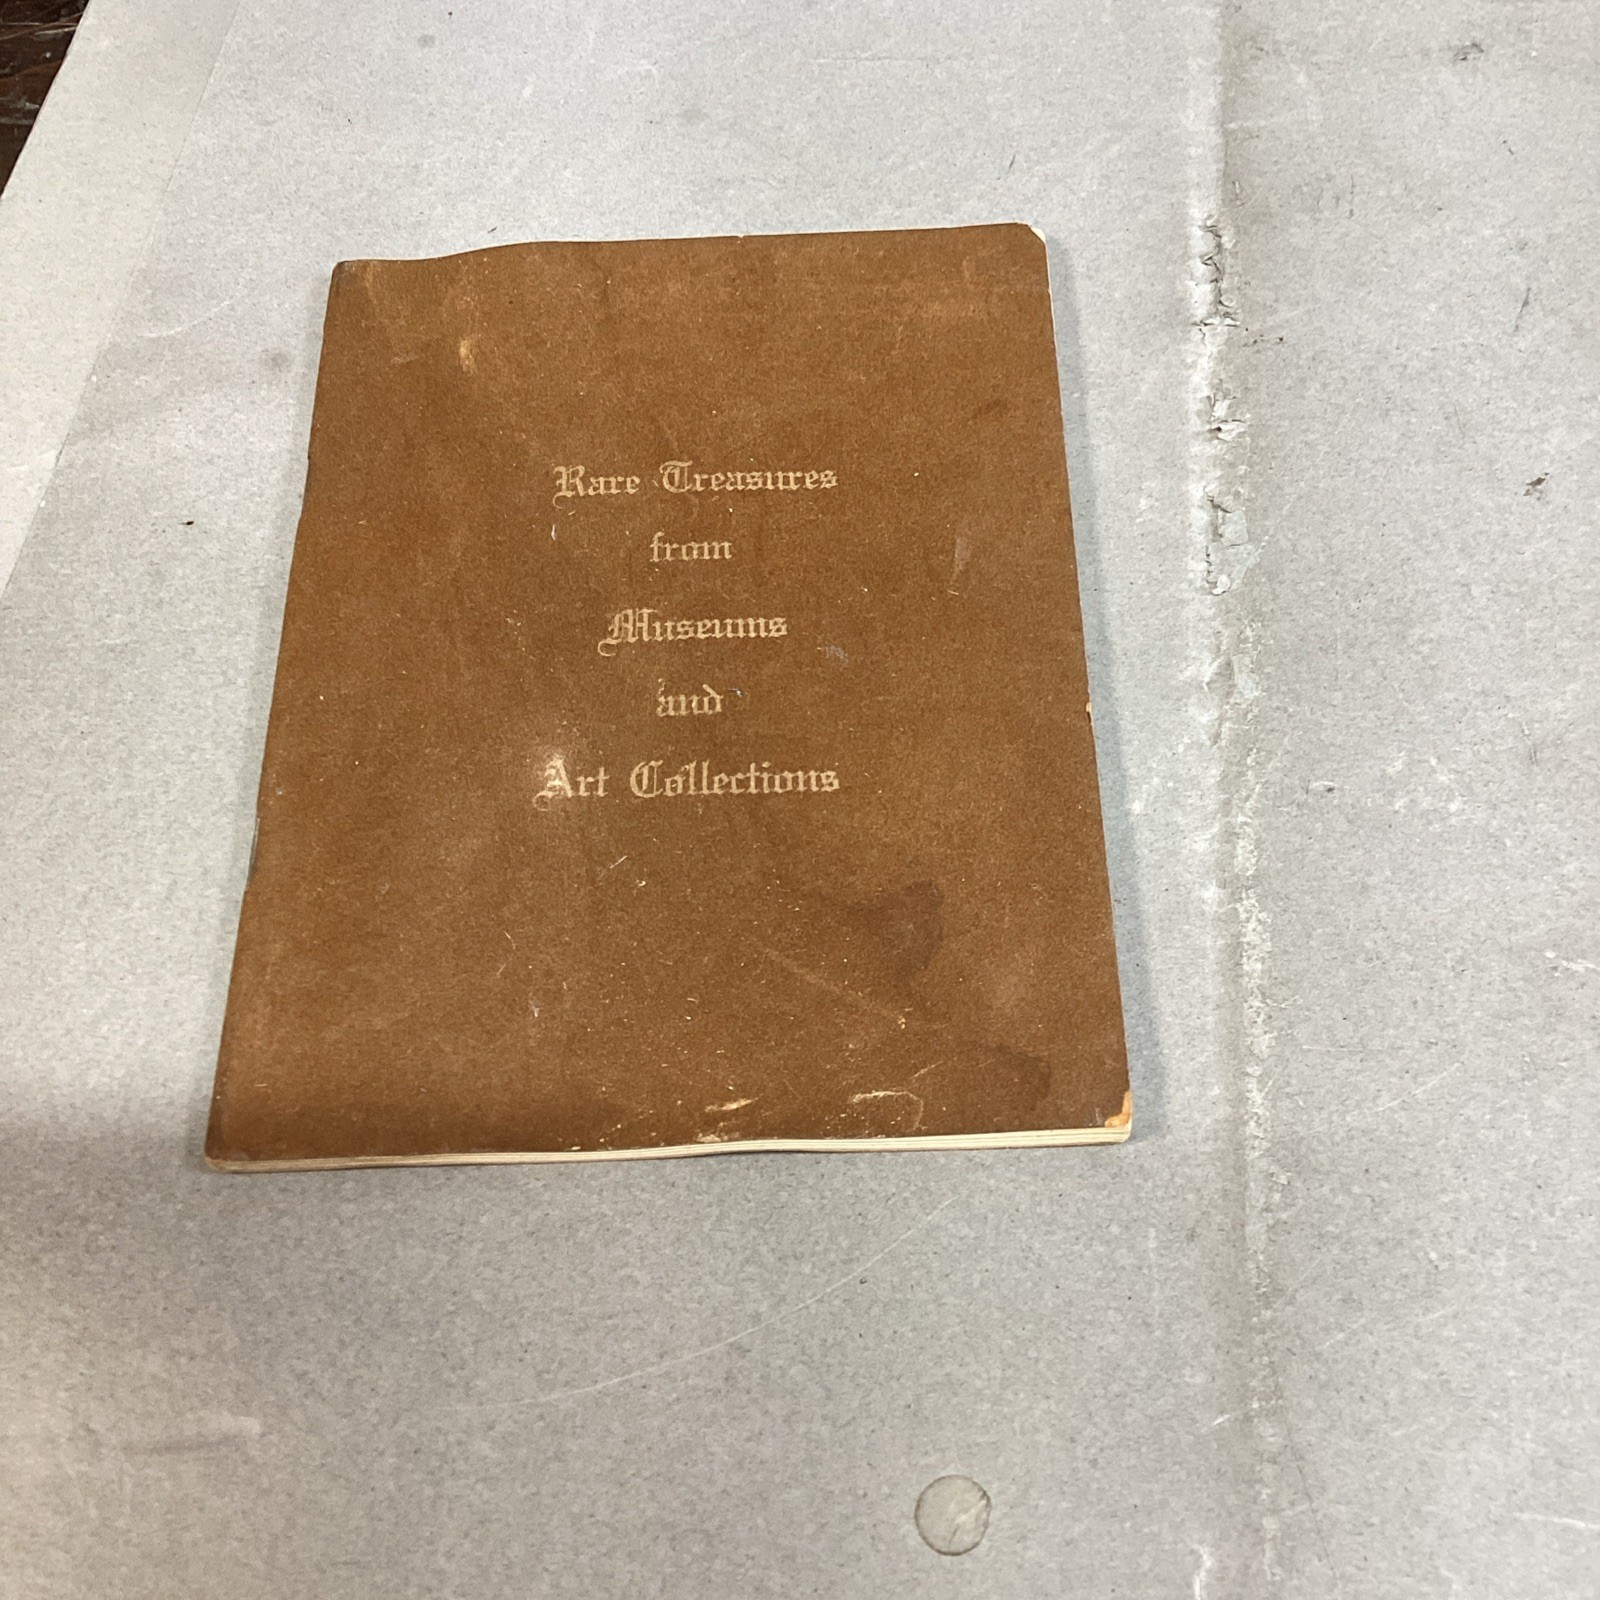 Rare Treasures
from
Museums
and
Art Collections